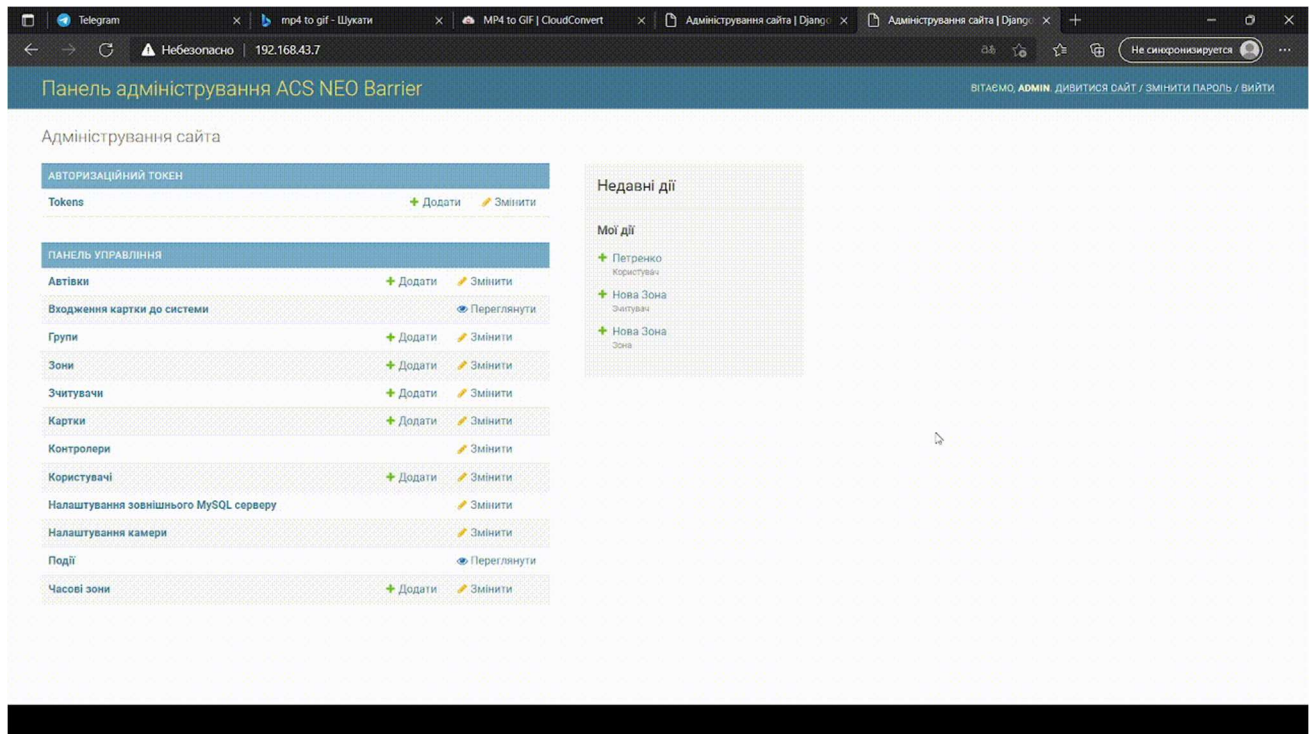 Telegram
mp4 to gif - Шукати
MP4 to GIF | CloudConvert
Адміністрування сайта | Django
Адміністрування сайта | Django
Небезопасно | 192.168.43.7
Не синхронизируется
Панель адміністрування ACS NEO Barrier
ВІТАЄМО, ADMIN. ДИВИТИСЯ САЙТ / ЗМІНИТИ ПАРОЛЬ / ВИЙТИ
Адміністрування сайта
АВТОРИЗАЦІЙНИЙ ТОКЕН
Tokens Додати Змінити
ПАНЕЛЬ УПРАВЛІННЯ
Автівки Додати Змінити
Входження картки до системи Переглянути
Групи Додати Змінити
Зони Додати Змінити
Зчитувачи Додати Змінити
Картки Додати Змінити
Контролери Змінити
Користувачі Додати Змінити
Налаштування зовнішнього MySQL серверу Змінити
Налаштування камери Змінити
Події Переглянути
Часові зони Додати Змінити
Недавні дії
Мої дії
Петренко
Користувач
Нова Зона
Зчитувач
Нова Зона
Зона